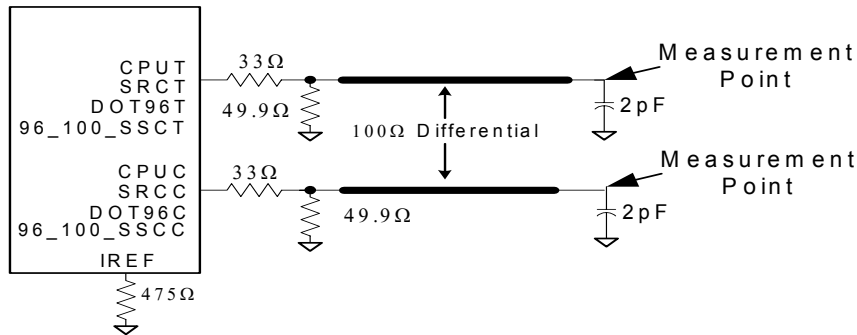 CPUT
SRCT
DOT96T
96_100_SSCT
33Ω
49.9Ω
Measurement
Point
2pF
100Ω Differential
CPUC
SRCC
DOT96C
96_100_SSCC
33Ω
49.9Ω
Measurement
Point
2pF
IREF
475Ω